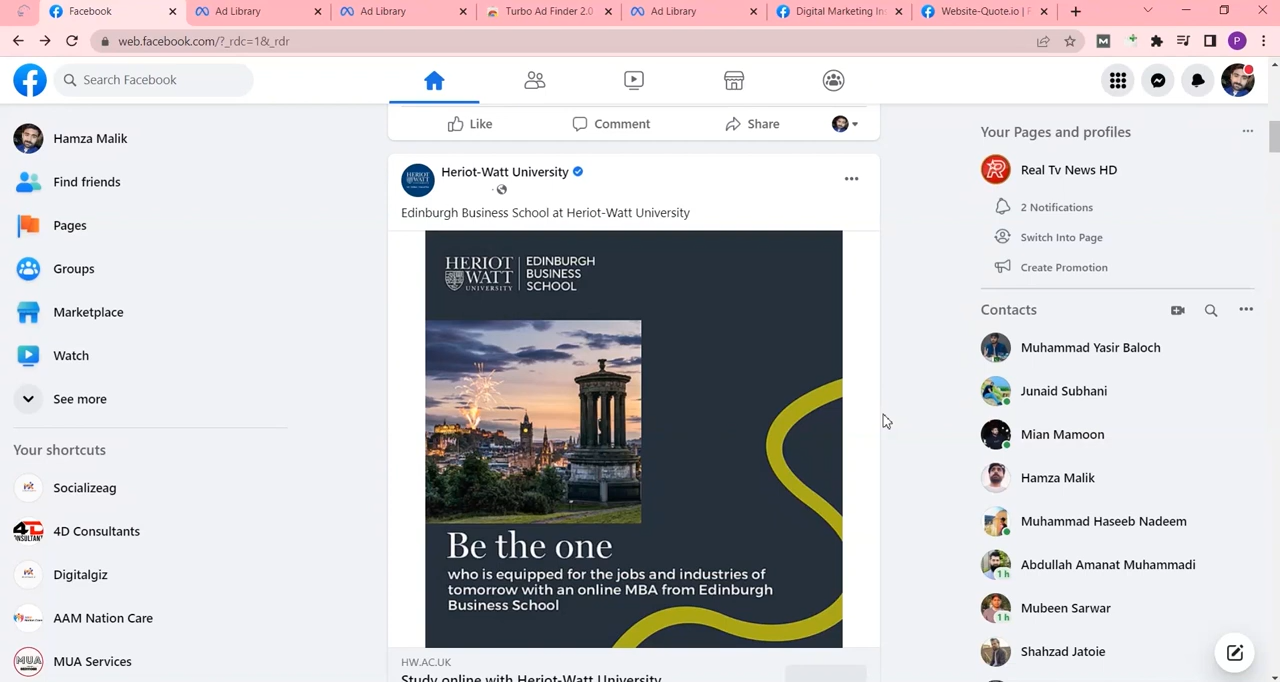 Facebook
Ad Library
Ad Library
Turbo Ad Finder 2.0
Ad Library
Digital Marketing In
Website-Quote.io | F
web.facebook.com/?_rdc=1&_rdr
M
P
Search Facebook
Hamza Malik
Find friends
Pages
Groups
Marketplace
Watch
See more
Your shortcuts
Socializeag
4D Consultants
Digitalgiz
AAM Nation Care
MUA
MUA Services
Like
Comment
Share
Heriot-Watt University
Edinburgh Business School at Heriot-Watt University
HERIOT WATT UNIVERSITY
EDINBURGH BUSINESS SCHOOL
Be the one
who is equipped for the jobs and industries of
tomorrow with an online MBA from Edinburgh
Business School
HW.AC.UK
Study online with Heriot-Watt University
Your Pages and profiles
Real Tv News HD
2 Notifications
Switch Into Page
Create Promotion
Contacts
Muhammad Yasir Baloch
Junaid Subhani
Mian Mamoon
Hamza Malik
Muhammad Haseeb Nadeem
1 h
Abdullah Amanat Muhammadi
1 h
Mubeen Sarwar
Shahzad Jatoie